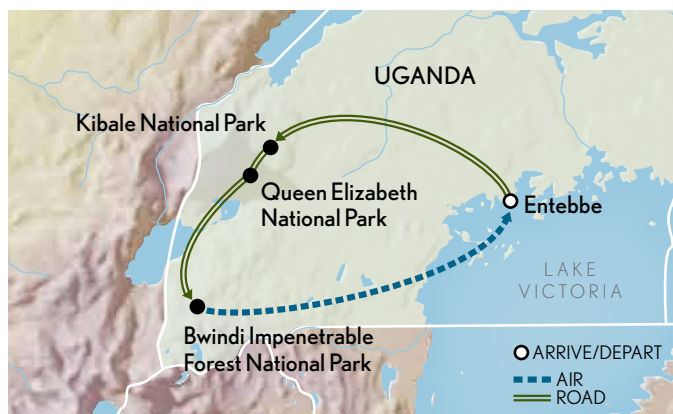 UGANDA
Kibale National Park
Queen Elizabeth
National Park
Entebbe
LAKE
VICTORIA
Bwindi Impenetrable
Forest National Park
ARRIVE/DEPART
AIR
ROAD